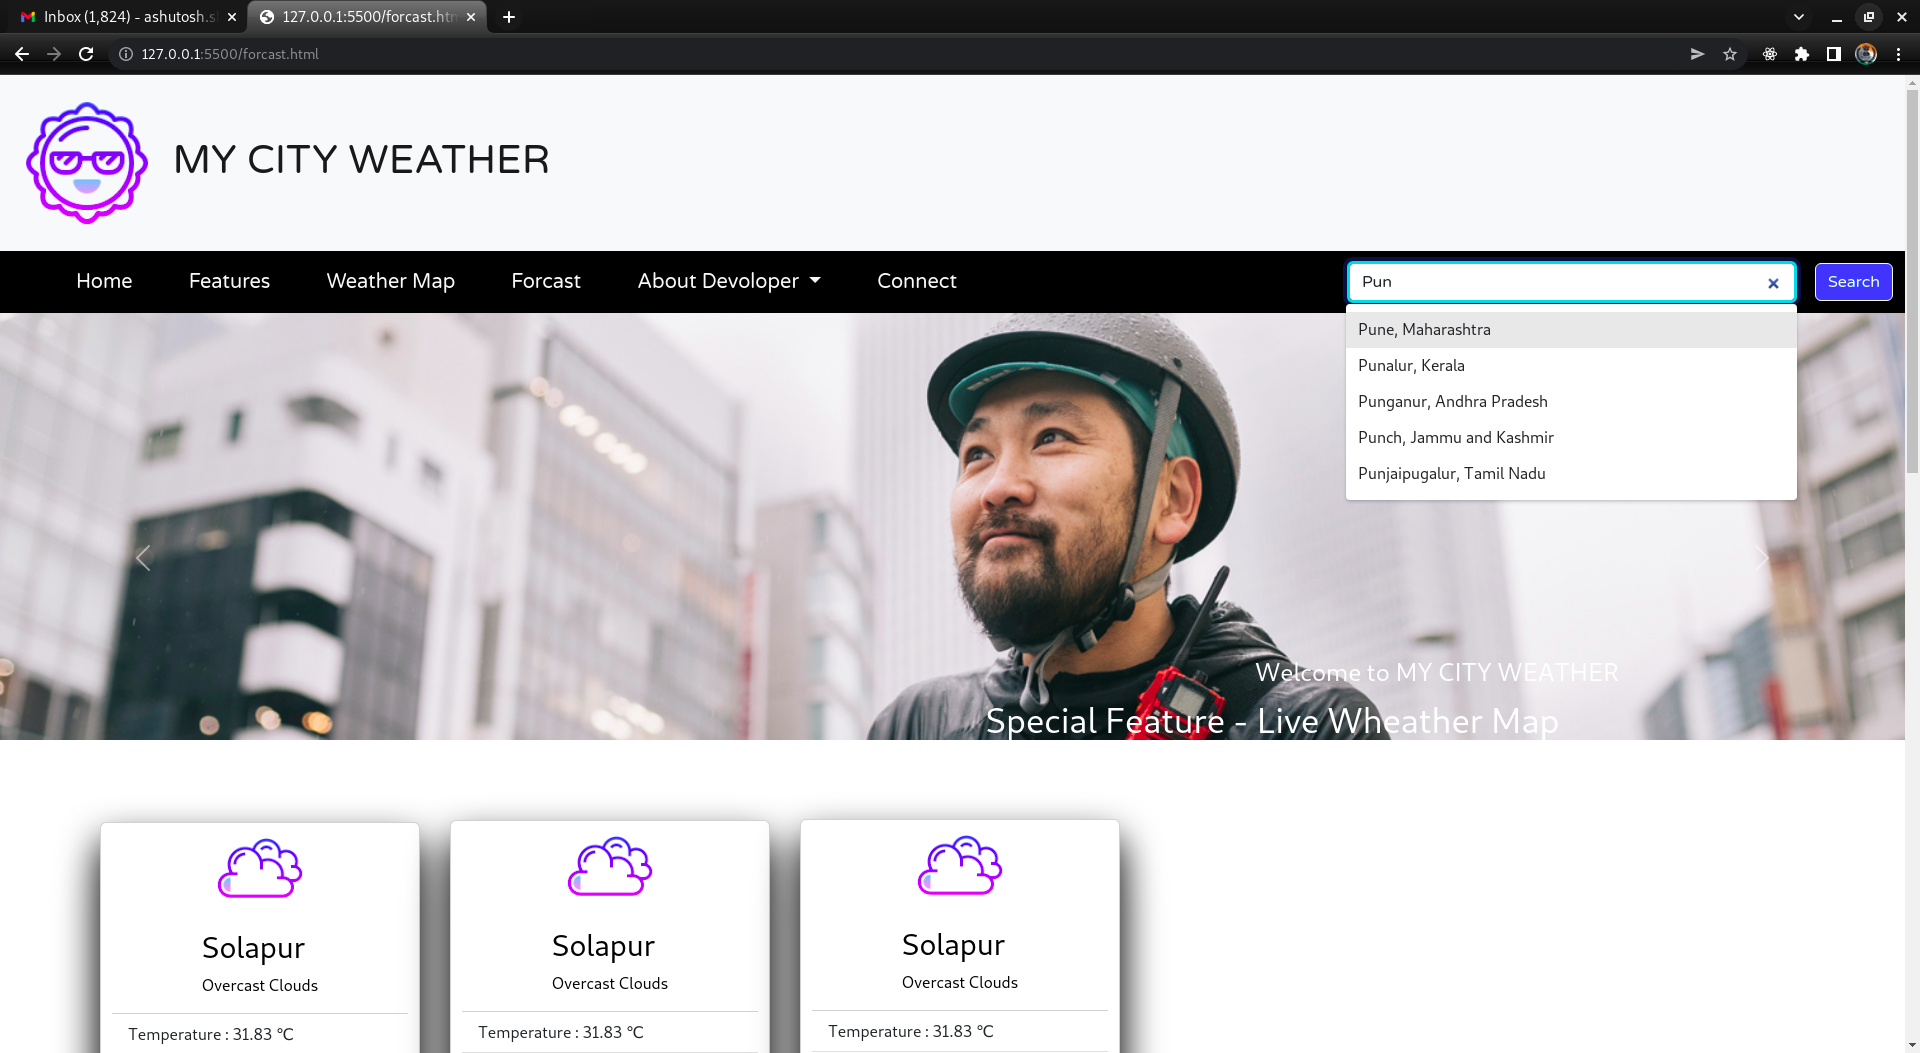 Inbox (1,824) - ashutosh.s
127.0.0.1:5500/forcast.htm
127.0.0.1:5500/forcast.html
MY CITY WEATHER
Home Features Weather Map Forcast About Devoloper Connect Pun Search
Pune, Maharashtra
Punalur, Kerala
Punganur, Andhra Pradesh
Punch, Jammu and Kashmir
Punjaipugalur, Tamil Nadu
Welcome to MY CITY WEATHER
Special Feature - Live Wheather Map
Solapur
Overcast Clouds
Temperature : 31.83 °C
Solapur
Overcast Clouds
Temperature : 31.83 °C
Solapur
Overcast Clouds
Temperature : 31.83 °C